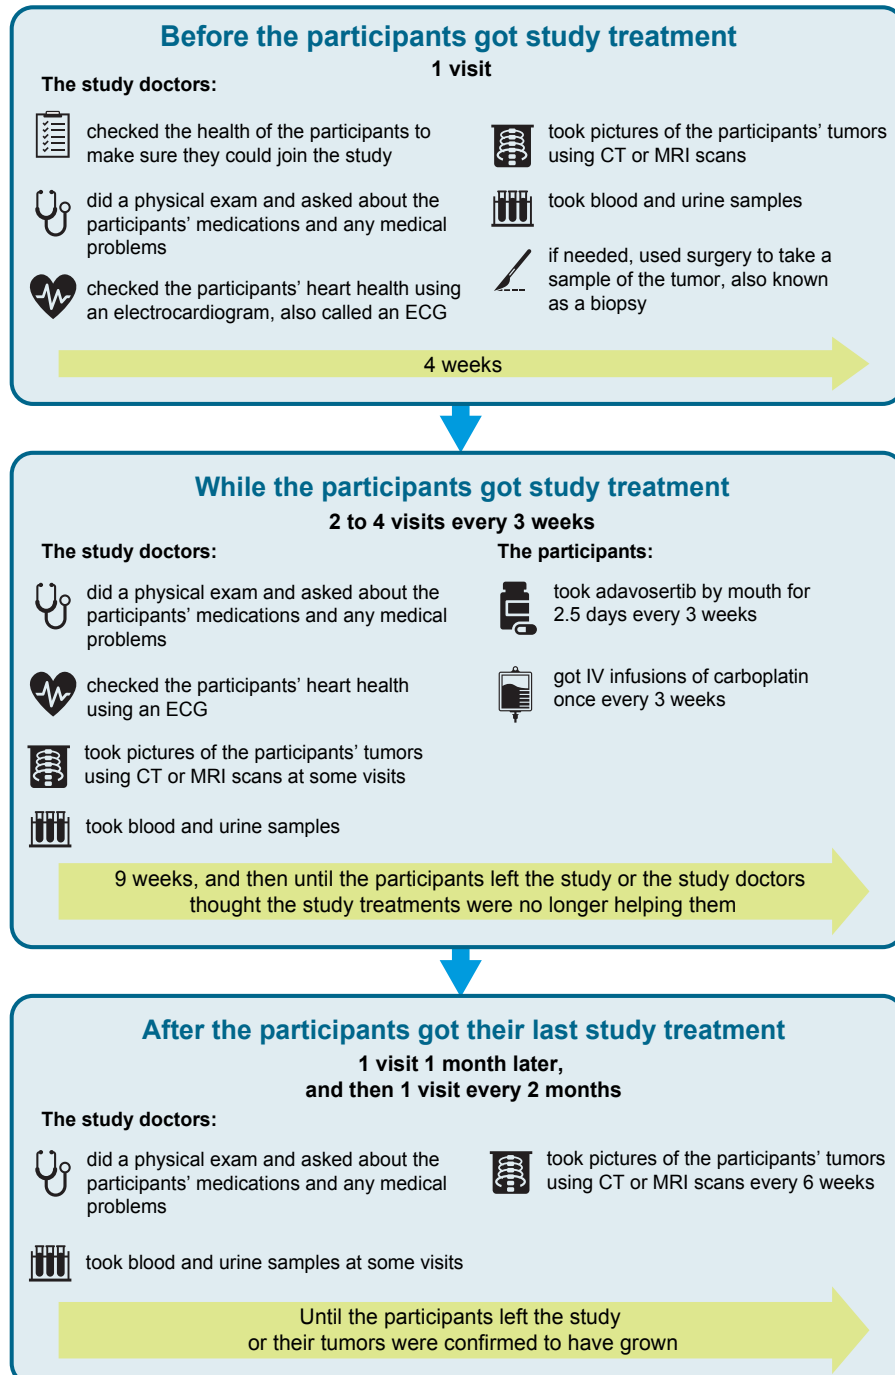 Before the participants got study treatment
1 visit
The study doctors:
checked the health of the participants to
make sure they could join the study
did a physical exam and asked about the
participants’ medications and any medical
problems
checked the participants’ heart health using
an electrocardiogram, also called an ECG
took pictures of the participants’ tumors
using CT or MRI scans
took blood and urine samples
if needed, used surgery to take a
sample of the tumor, also known
as a biopsy
4 weeks
While the participants got study treatment
2 to 4 visits every 3 weeks
The study doctors:
did a physical exam and asked about the
participants’ medications and any medical
problems
checked the participants’ heart health
using an ECG
took pictures of the participants’ tumors
using CT or MRI scans at some visits
took blood and urine samples
The participants:
took adavosertib by mouth for
2.5 days every 3 weeks
got IV infusions of carboplatin
once every 3 weeks
9 weeks, and then until the participants left the study or the study doctors
thought the study treatments were no longer helping them
After the participants got their last study treatment
1 visit 1 month later,
and then 1 visit every 2 months
The study doctors:
did a physical exam and asked about the
participants’ medications and any medical
problems
took blood and urine samples at some visits
took pictures of the participants’ tumors
using CT or MRI scans every 6 weeks
Until the participants left the study
or their tumors were confirmed to have grown